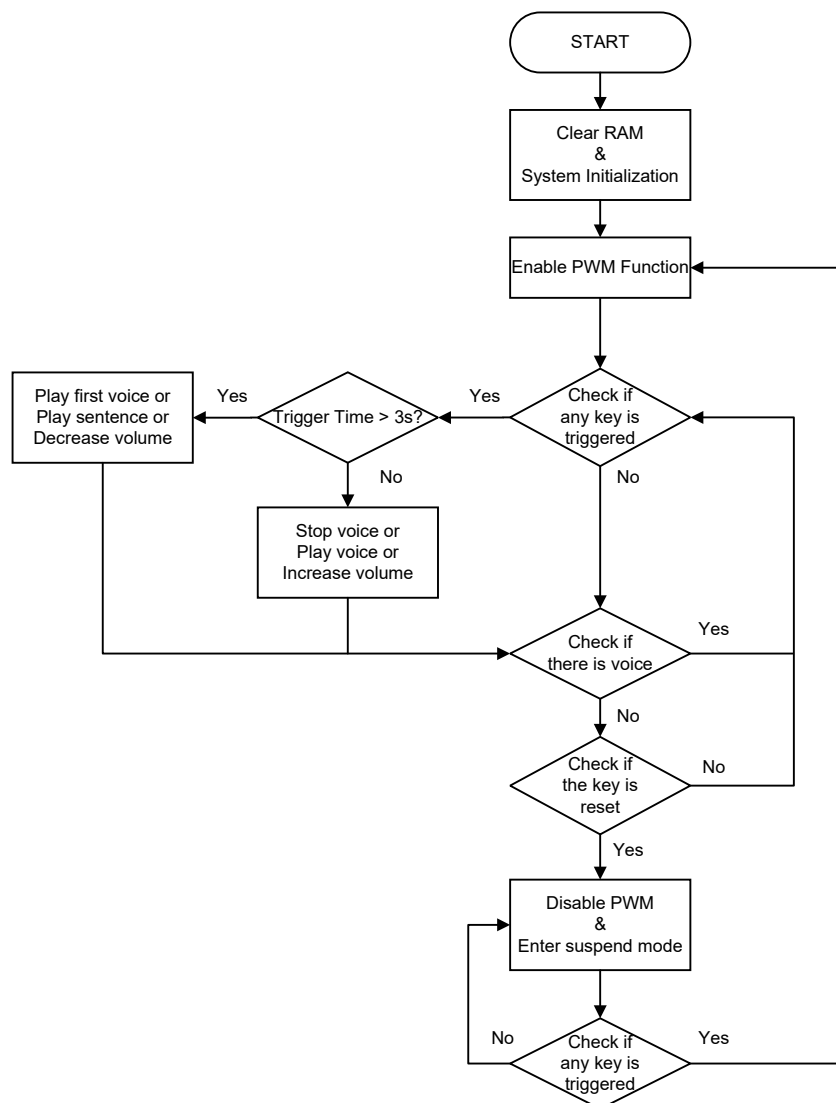 START
Clear RAM
&
System Initialization
Enable PWM Function
Check if
any key is
triggered
Yes
No
Trigger Time > 3s?
Yes
No
Play first voice or
Play sentence or
Decrease volume
Stop voice or
Play voice or
Increase volume
Check if
there is voice
Yes
No
Check if
the key is
reset
No
Yes
Disable PWM
&
Enter suspend mode
Check if
any key is
triggered
No
Yes